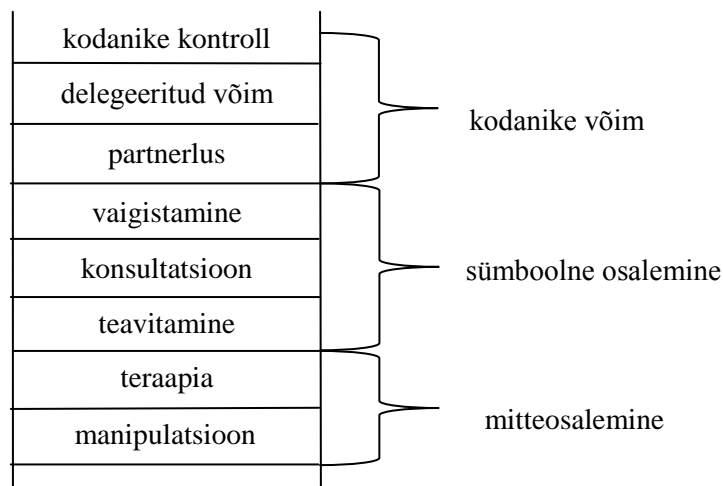 kodanike kontroll
delegeeritud võim
partnerlus
kodanike võim
vaigistamine
konsultatsioon
teavitamine
sümboolne osalemine
teraapia
manipulatsioon
mitteosalemine